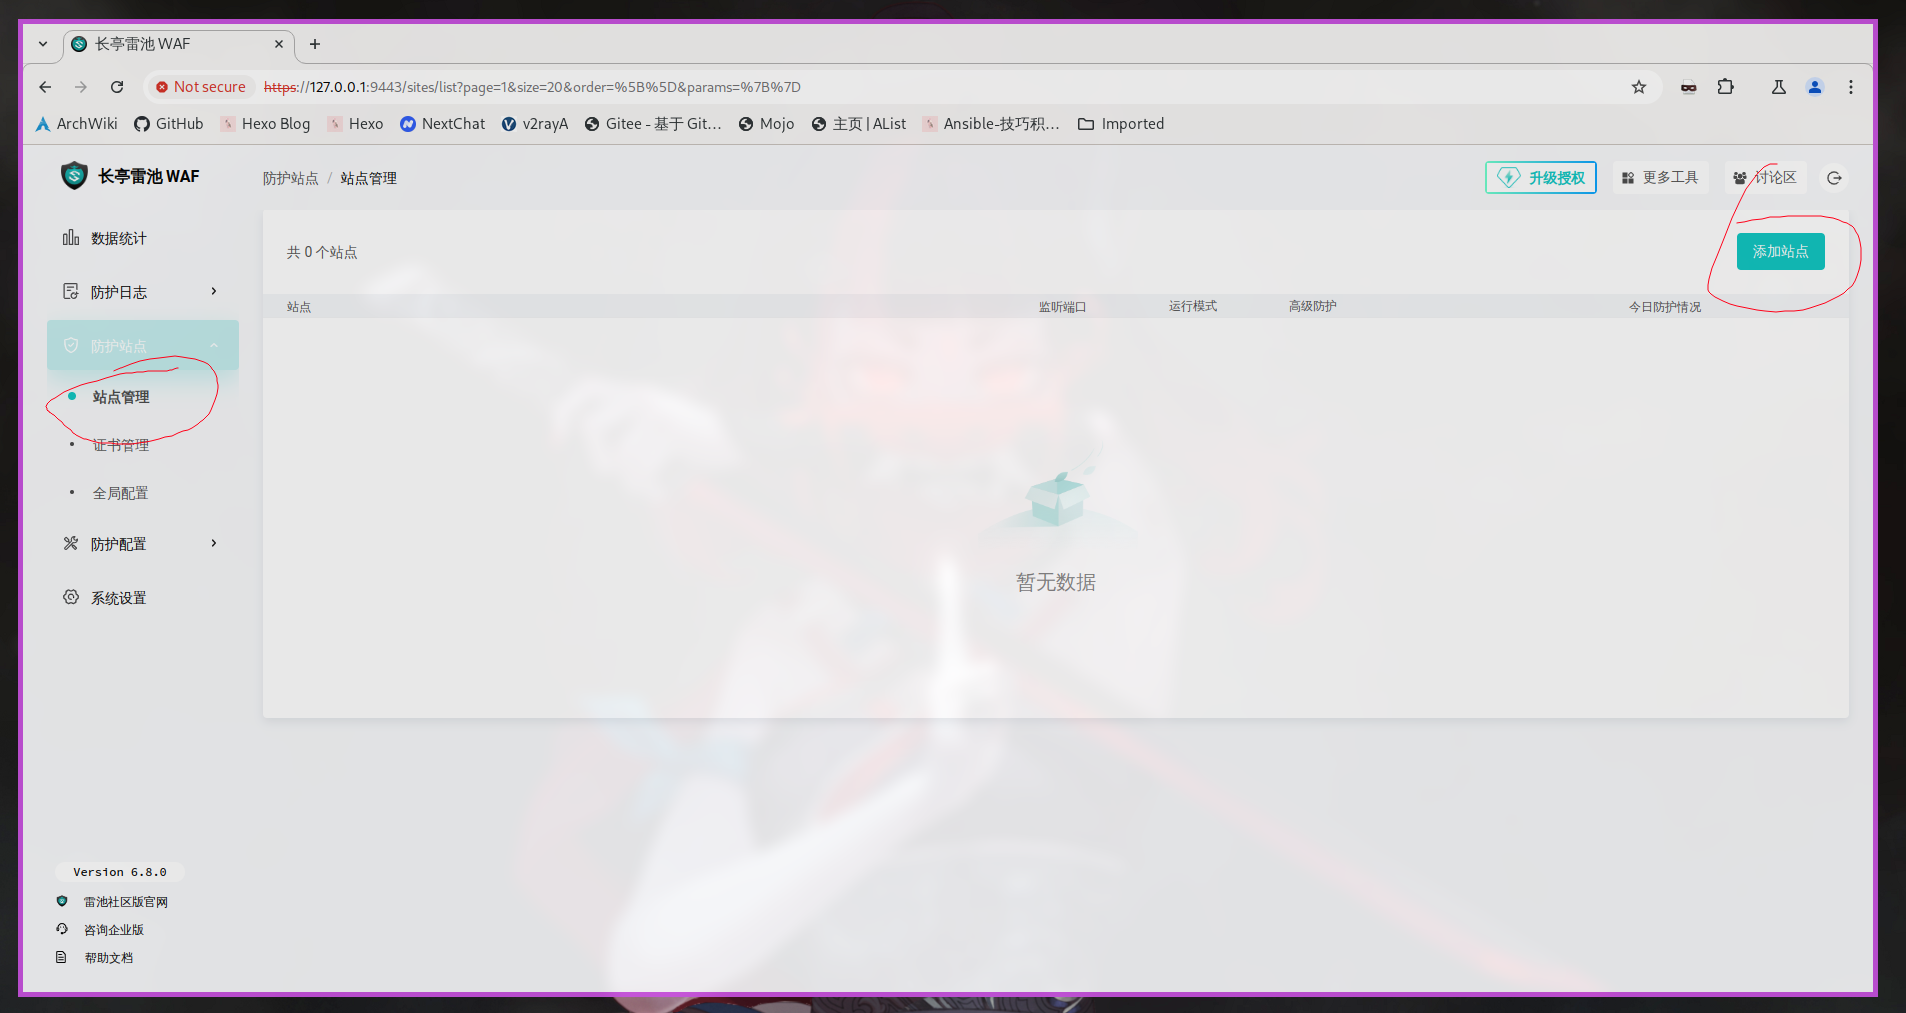 长亭雷池 WAF
Not secure https://127.0.0.1:9443/sites/list?page=1&size=20&order=%5B%5D&params=%7B%7D
ArchWiki GitHub Hexo Blog Hexo NextChat v2rayA Gitee - 基于 Git... Mojo 主页 | AList Ansible-技巧积... Imported
长亭雷池 WAF
防护站点 / 站点管理
升级授权 更多工具 讨论区
数据统计
防护日志
防护站点
站点管理
证书管理
全局配置
防护配置
系统设置
共 0 个站点
添加站点
站点 监听端口 运行模式 高级防护 今日防护情况
暂无数据
Version 6.8.0
雷池社区版官网
咨询企业版
帮助文档